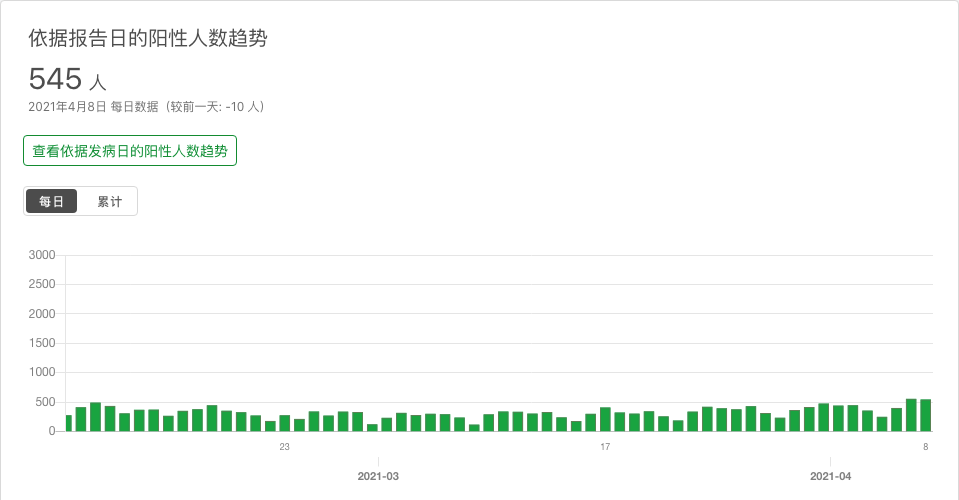 依据报告日的阳性人数趋势
545 人
2021年4月8日 每日数据（较前一天: -10 人）
查看依据发病日的阳性人数趋势
每日 累计
3000
2500
2000
1500
1000
500
0
23 17 8
2021-03 2021-04